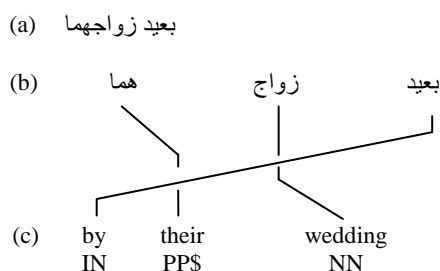 (a) بعيد زواجهما
(b) هما زواج بعيد
(c) by their wedding
IN PP$ NN